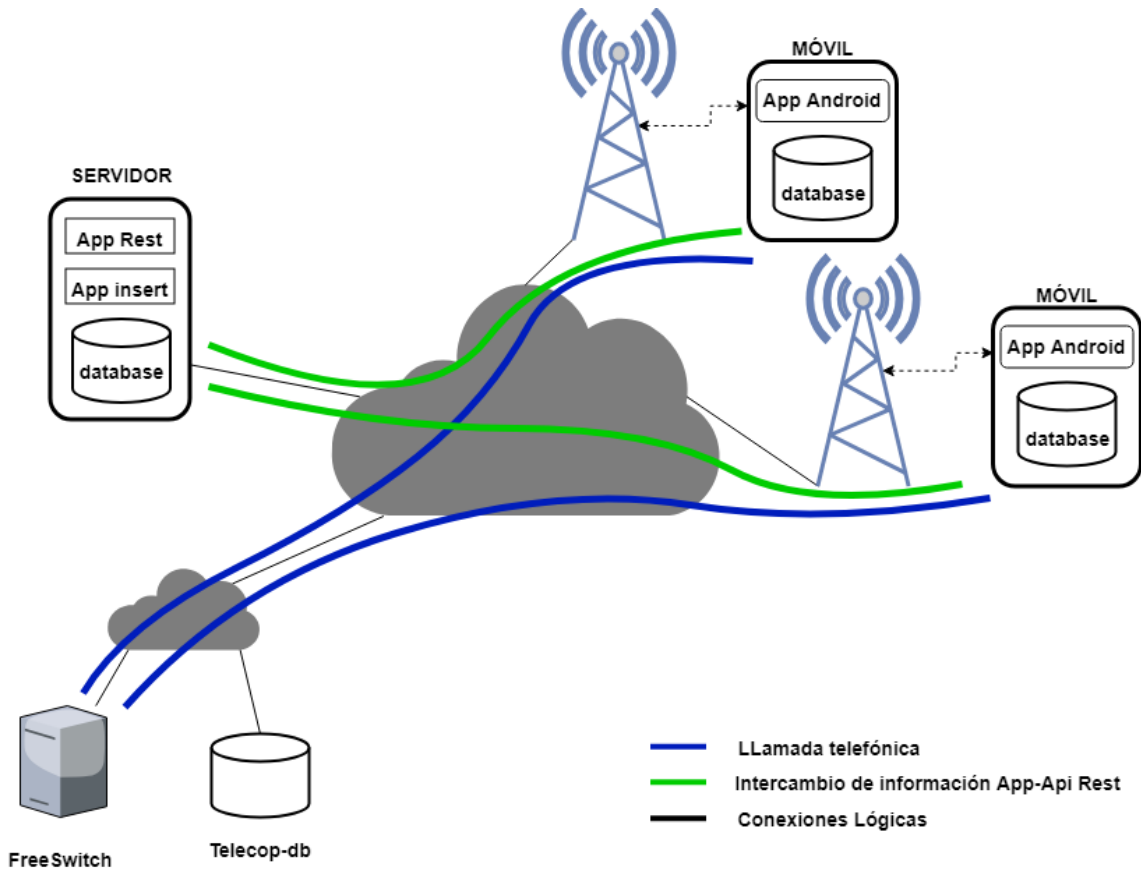 MÓVIL
App Android
database
SERVIDOR
App Rest
App insert
database
MÓVIL
App Android
database
LLamada telefónica
Intercambio de información App-Api Rest
Conexiones Lógicas
FreeSwitch
Telecop-db